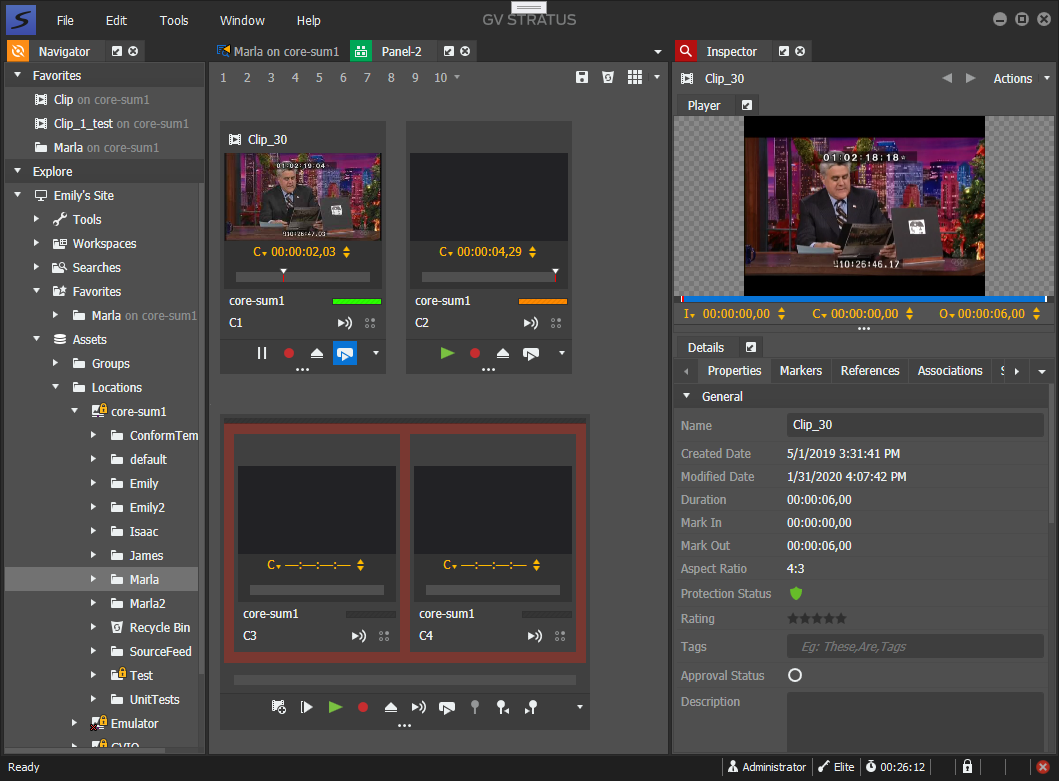 S File Edit Tools Window Help GV STRATUS
Navigator
Favorites
Clip on core-sum1
Clip_1_test on core-sum1
Marla on core-sum1
Explore
Emily's Site
Tools
Workspaces
Searches
Favorites
Marla on core-sum1
Assets
Groups
Locations
core-sum1
ConformTem
default
Emily
Emily2
Isaac
James
Marla
Marla2
Recycle Bin
SourceFeed
Test
UnitTests
Emulator
Marla on core-sum1 Panel-2
1 2 3 4 5 6 7 8 9 10
Clip_30
01:02:19:04
10:26:47.03
C 00:00:02,03
core-sum1
C1
C 00:00:04,29
core-sum1
C2
C --:--:--:--
core-sum1
C3
C --:--:--:--
core-sum1
C4
Inspector
Clip_30 Actions
Player
01:02:18:18
10:26:46.17
I 00:00:00,00 C 00:00:00,00 O 00:00:06,00
Details
Properties Markers References Associations
General
Name Clip_30
Created Date 5/1/2019 3:31:41 PM
Modified Date 1/31/2020 4:07:42 PM
Duration 00:00:06,00
Mark In 00:00:00,00
Mark Out 00:00:06,00
Aspect Ratio 4:3
Protection Status
Rating
Tags Eg: These,Are,Tags
Approval Status
Description
Ready Administrator Elite 00:26:12